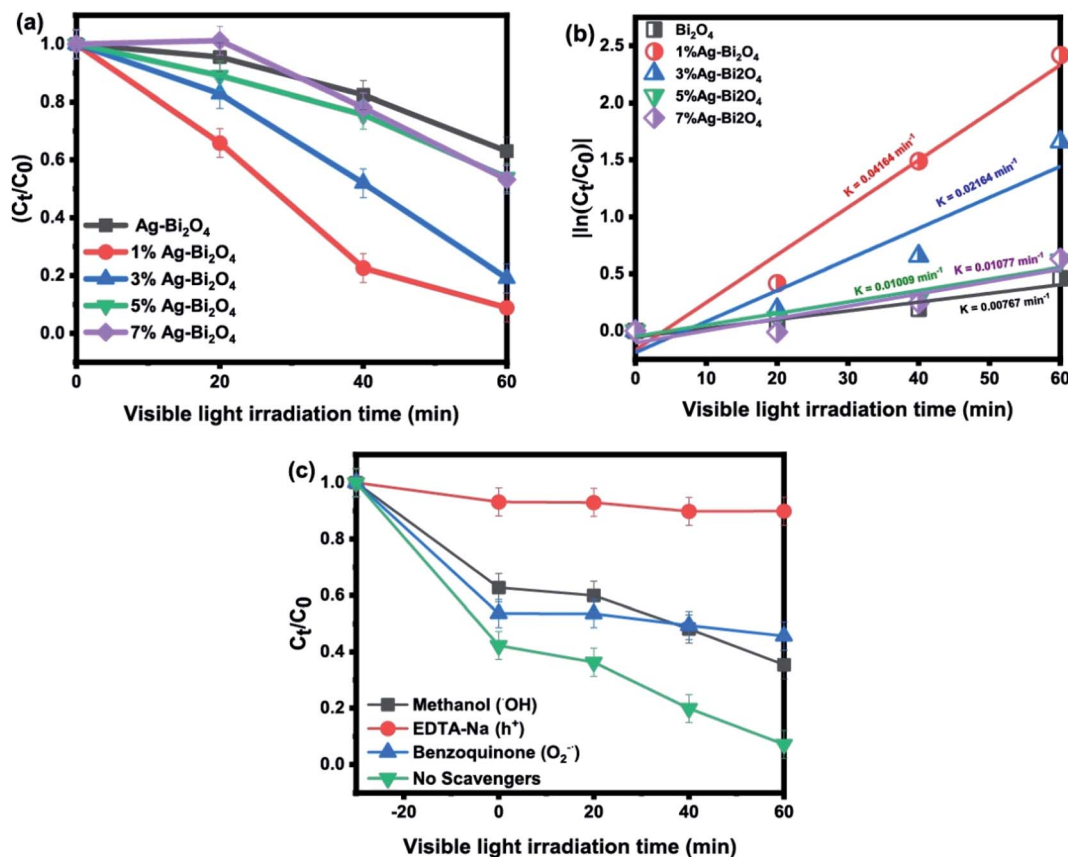 (a)
1.0
0.8
0.6
0.4
0.2
0.0
(Ct/C0)
Ag-Bi₂O₄
1% Ag-Bi₂O₄
3% Ag-Bi₂O₄
5% Ag-Bi₂O₄
7% Ag-Bi₂O₄
0 20 40 60
Visible light irradiation time (min)
(b)
2.5
2.0
1.5
1.0
0.5
0.0
|ln(Ct/C0)|
Bi₂O₄
1%Ag-Bi₂O₄
3%Ag-Bi2O₄
5%Ag-Bi2O₄
7%Ag-Bi2O₄
K = 0.04164 min⁻¹
K = 0.02164 min⁻¹
K = 0.01009 min⁻¹
K = 0.01077 min⁻¹
K = 0.00767 min⁻¹
0 10 20 30 40 50 60
Visible light irradiation time (min)
(c)
1.0
0.8
0.6
0.4
0.2
0.0
Ct/C0
Methanol (˙OH)
EDTA-Na (h⁺)
Benzoquinone (O₂⁻˙)
No Scavengers
-20 0 20 40 60
Visible light irradiation time (min)